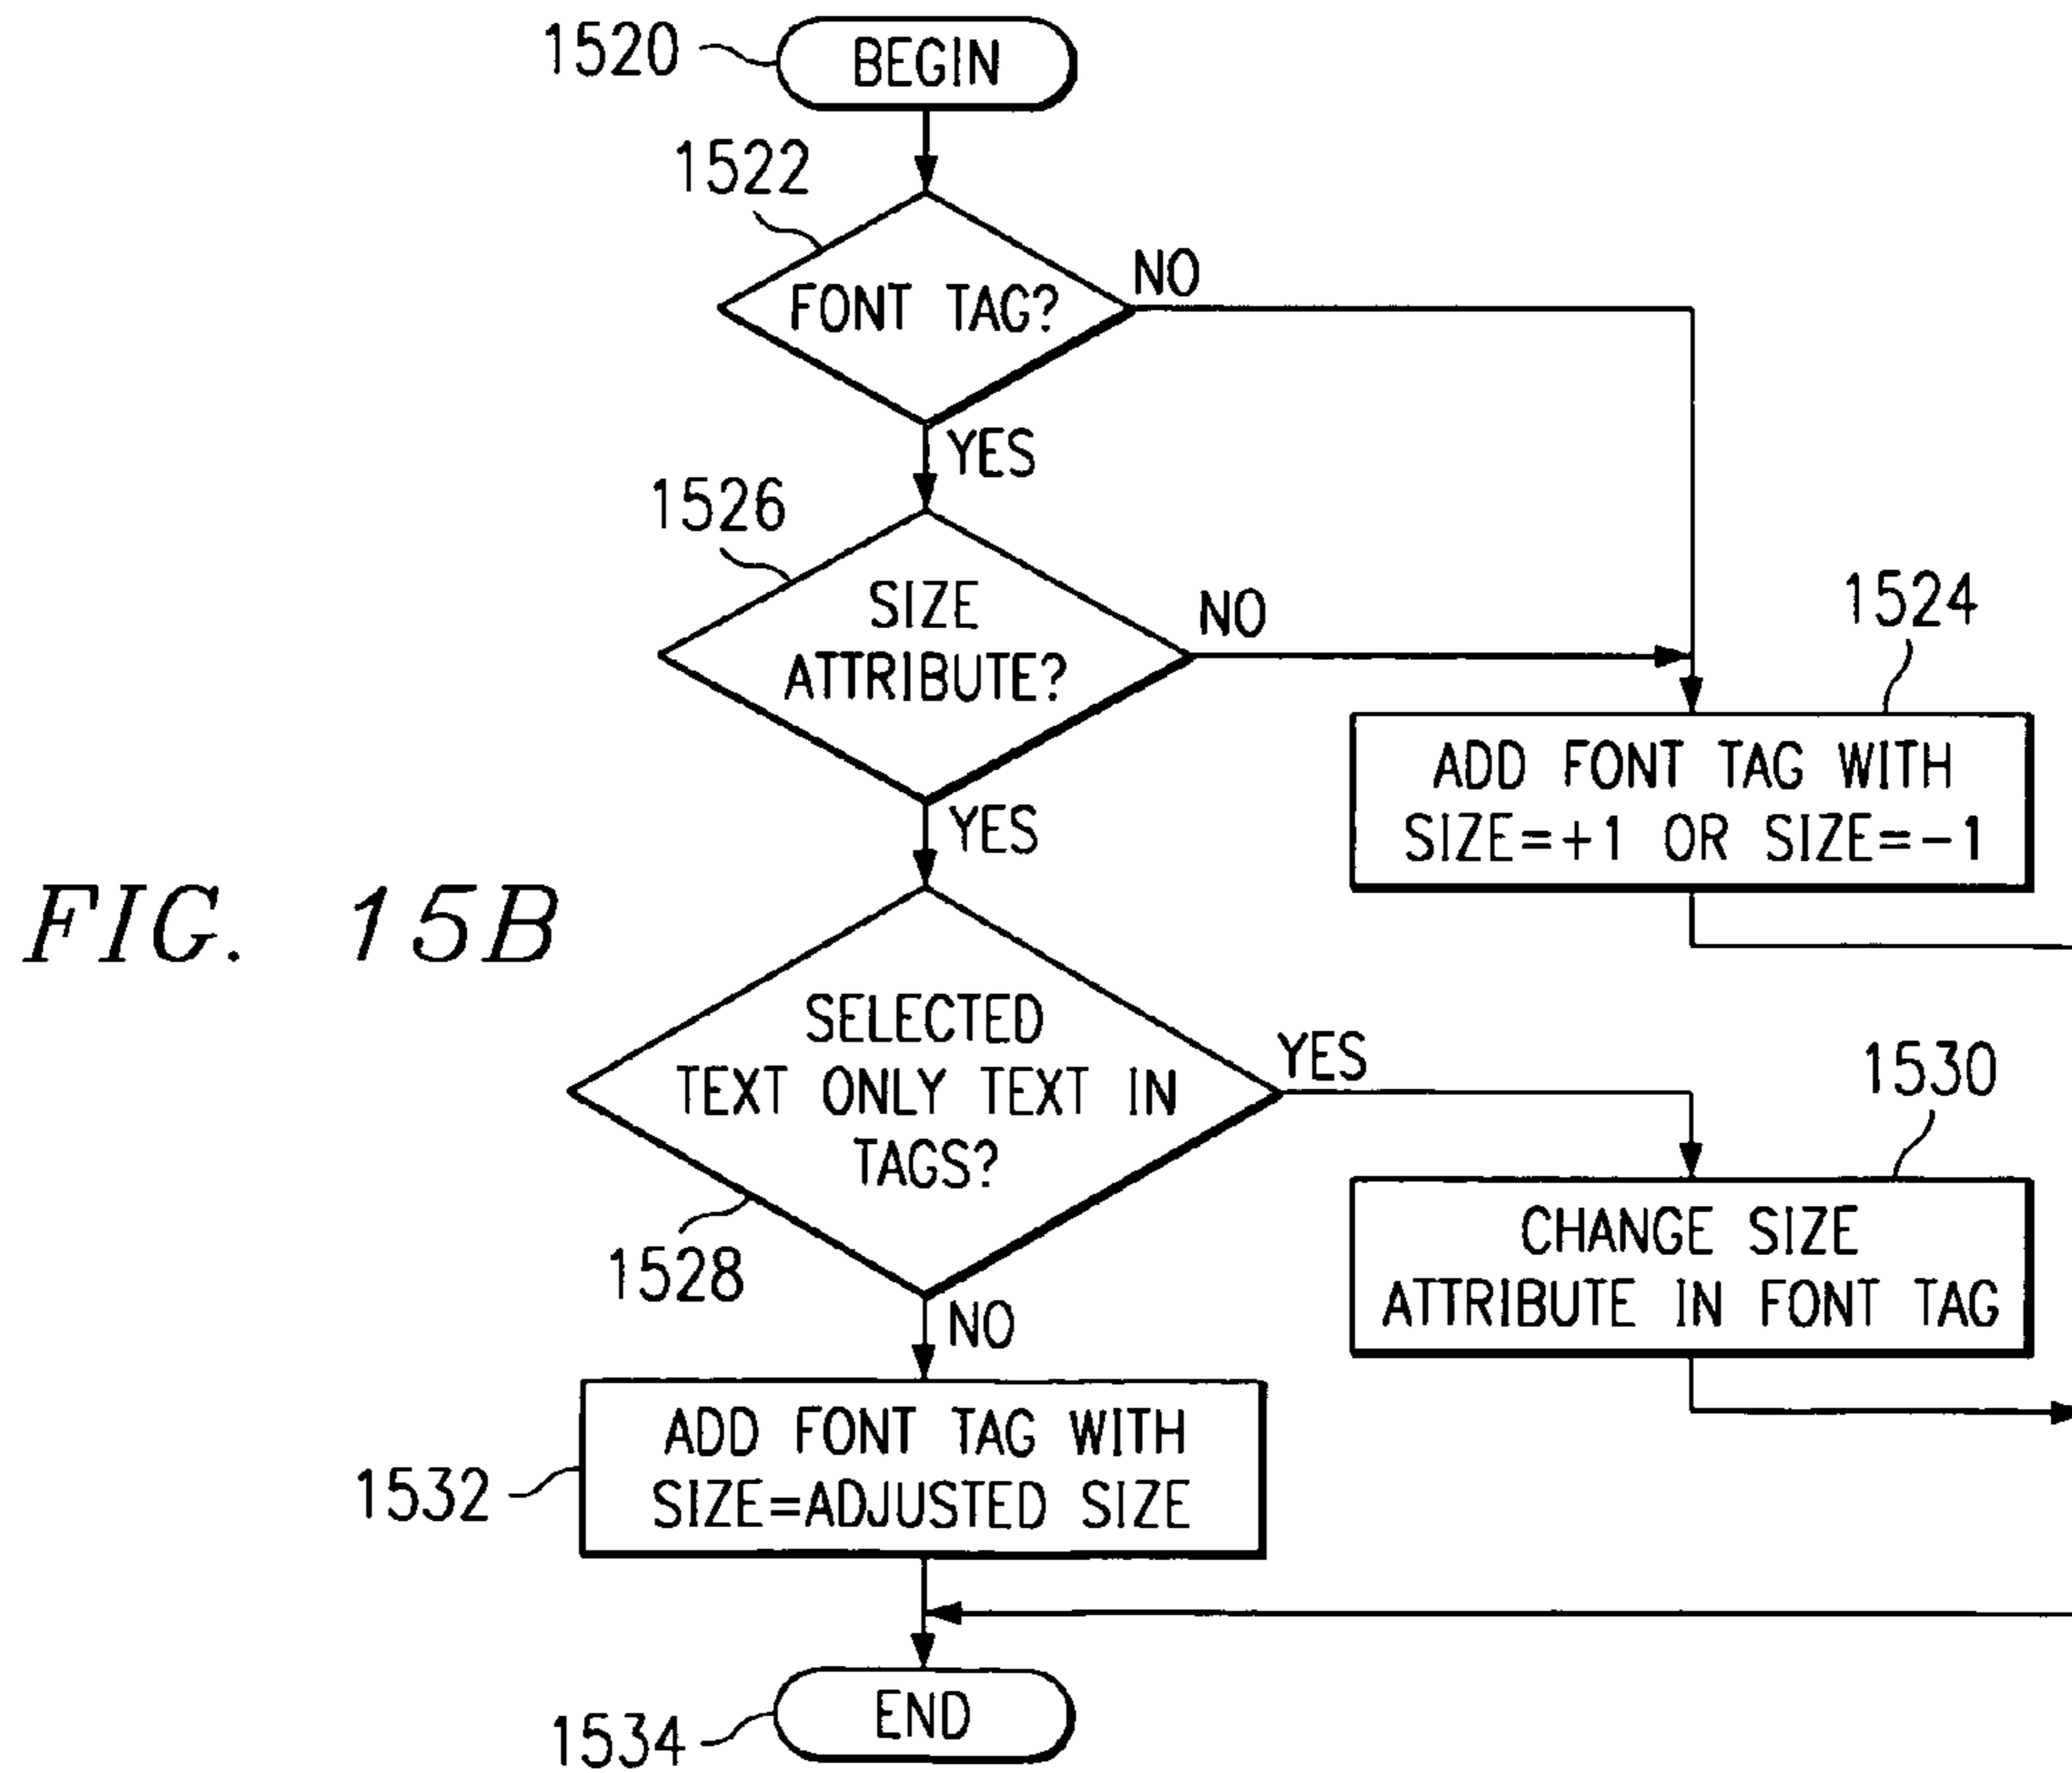 1520
BEGIN
1522
FONT TAG?
NO
YES
1526
SIZE
ATTRIBUTE?
NO
YES
1524
ADD FONT TAG WITH
SIZE=+1 OR SIZE=-1
FIG. 15B
SELECTED
TEXT ONLY TEXT IN
TAGS?
YES
1528
NO
1530
CHANGE SIZE
ATTRIBUTE IN FONT TAG
1532
ADD FONT TAG WITH
SIZE=ADJUSTED SIZE
1534
END